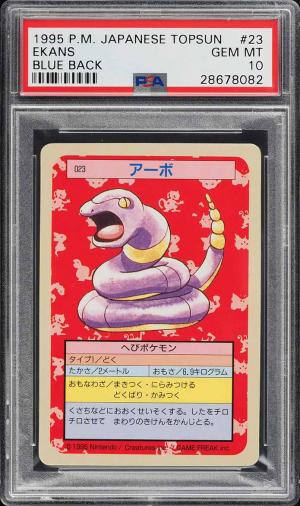 1995 P.M. JAPANESE TOPSUN #23
EKANS GEM MT
BLUE BACK 10
PSA
28678082
023 アーボ
へびポケモン
タイプ1/どく
たかさ/2メートル おもさ/6.9キログラム
おもなわざ/まきつく・にらみつける
どくばり・かみつく
くさちなどにおおくせいそくする。したをチロ
チロさせて まわりのきけんをかんじとる。
©1995 Nintendo / Creatures inc. / GAME FREAK inc.